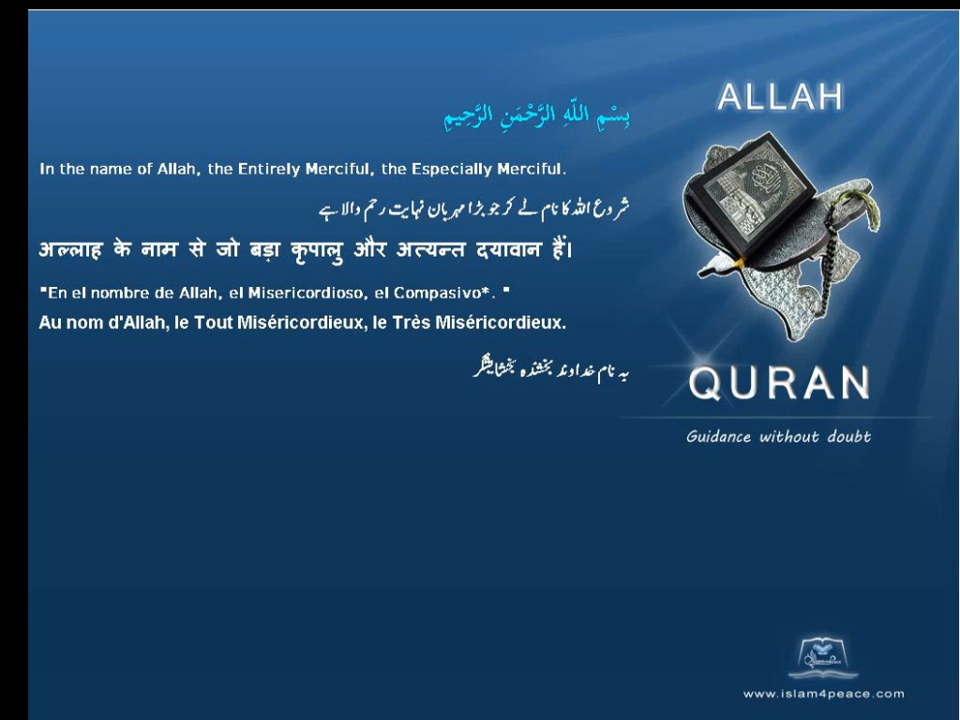 بِسْمِ اللّهِ الرَّحْمَنِ الرَّحِيمِ
In the name of Allah, the Entirely Merciful, the Especially Merciful.
شروع الله کا نام لے کر جو بڑا مہربان نہایت رحم والا ہے
अल्लाह के नाम से जो बड़ा कृपालु और अत्यन्त दयावान हैं।
"En el nombre de Allah, el Misericordioso, el Compasivo*. "
Au nom d'Allah, le Tout Miséricordieux, le Très Miséricordieux.
به نام خداوند بخشنده بخشایشگر
ALLAH
QURAN
Guidance without doubt
www.islam4peace.com